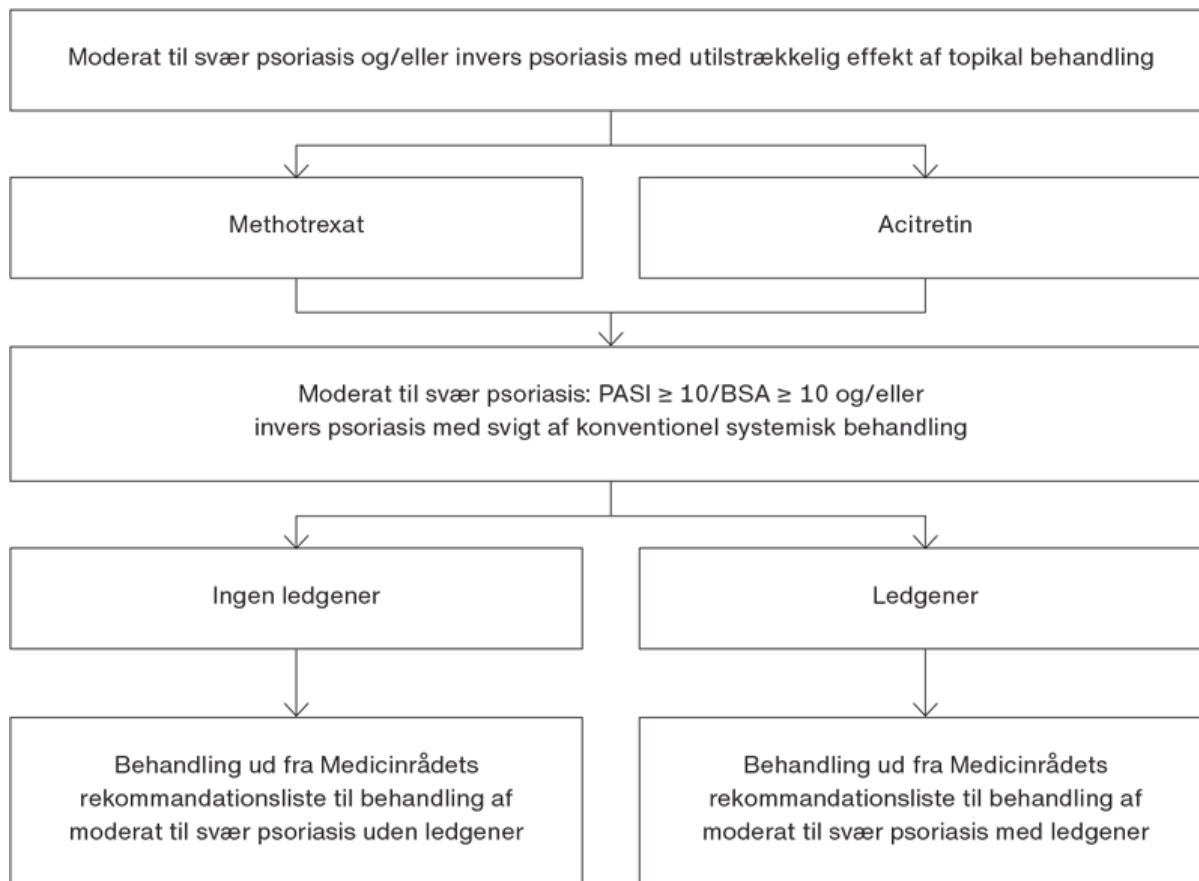 Moderat til svær psoriasis og/eller invers psoriasis med utilstrækkelig effekt af topikal behandling
Methotrexat
Acitretin
Moderat til svær psoriasis: PASI ≥ 10/BSA ≥ 10 og/eller
invers psoriasis med svigt af konventionel systemisk behandling
Ingen ledgener
Ledgener
Behandling ud fra Medicinrådets
rekommandationsliste til behandling af
moderat til svær psoriasis uden ledgener
Behandling ud fra Medicinrådets
rekommandationsliste til behandling af
moderat til svær psoriasis med ledgener